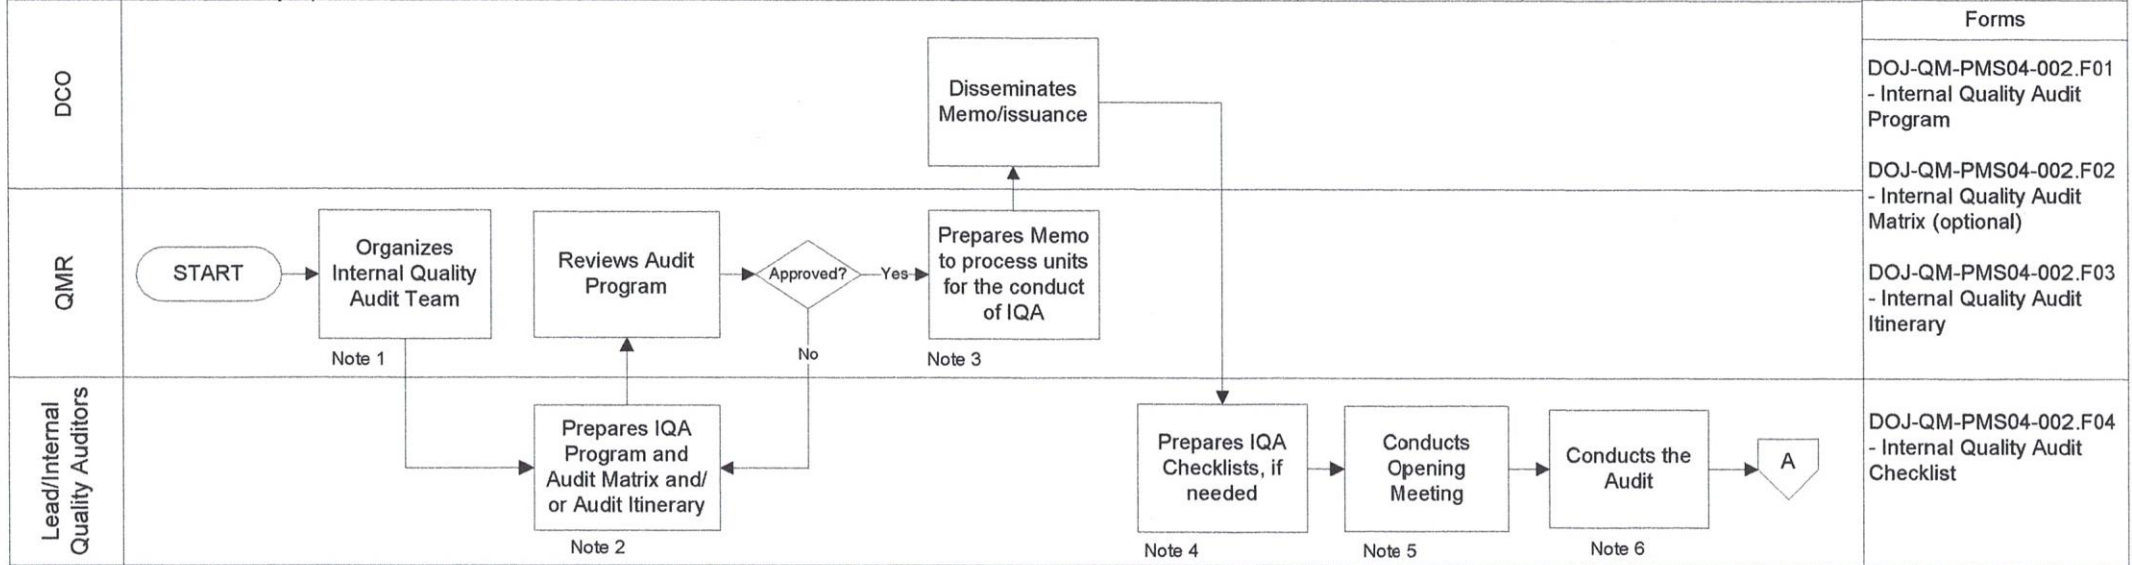 Forms
DCO
Disseminates
Memo/issuance
DOJ-QM-PMS04-002.F01
- Internal Quality Audit
Program
DOJ-QM-PMS04-002.F02
- Internal Quality Audit
Matrix (optional)
DOJ-QM-PMS04-002.F03
- Internal Quality Audit
Itinerary
QMR
START
Organizes
Internal Quality
Audit Team
Note 1
Reviews Audit
Program
Approved?
Yes
No
Prepares Memo
to process units
for the conduct
of IQA
Note 3
Lead/Internal
Quality Auditors
Prepares IQA
Program and
Audit Matrix and/
or Audit Itinerary
Note 2
Prepares IQA
Checklists, if
needed
Note 4
Conducts
Opening
Meeting
Note 5
Conducts the
Audit
Note 6
A
DOJ-QM-PMS04-002.F04
- Internal Quality Audit
Checklist